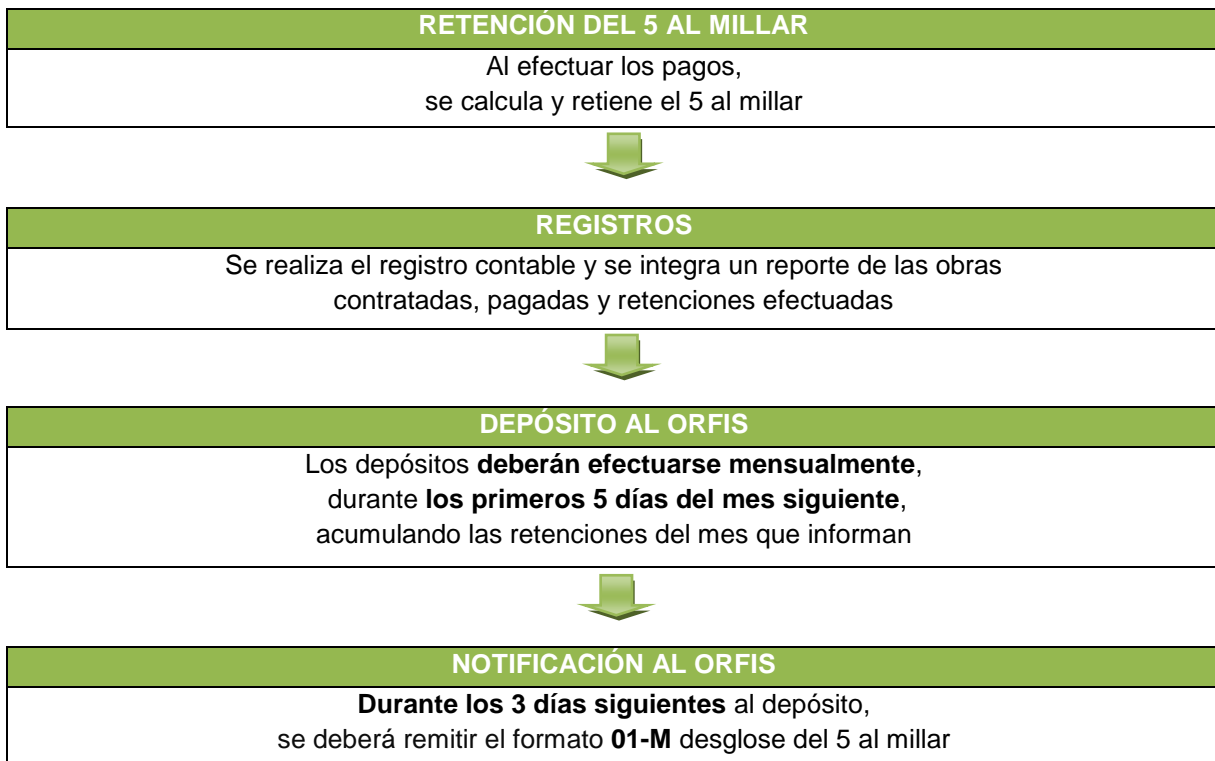 RETENCIÓN DEL 5 AL MILLAR
Al efectuar los pagos,
se calcula y retiene el 5 al millar
REGISTROS
Se realiza el registro contable y se integra un reporte de las obras
contratadas, pagadas y retenciones efectuadas
DEPÓSITO AL ORFIS
Los depósitos deberán efectuarse mensualmente,
durante los primeros 5 días del mes siguiente,
acumulando las retenciones del mes que informan
NOTIFICACIÓN AL ORFIS
Durante los 3 días siguientes al depósito,
se deberá remitir el formato 01-M desglose del 5 al millar